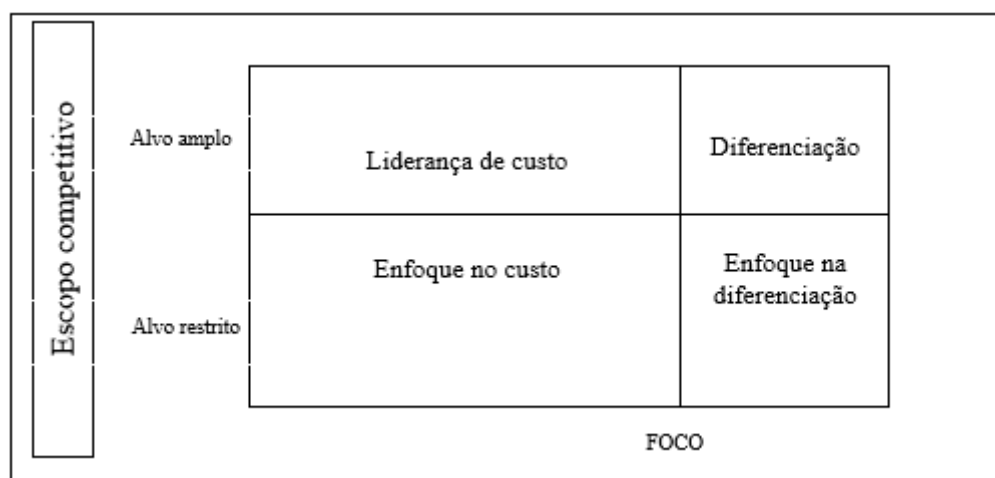 Escopo competitivo
Alvo amplo
Liderança de custo
Diferenciação
Alvo restrito
Enfoque no custo
Enfoque na
diferenciação
FOCO